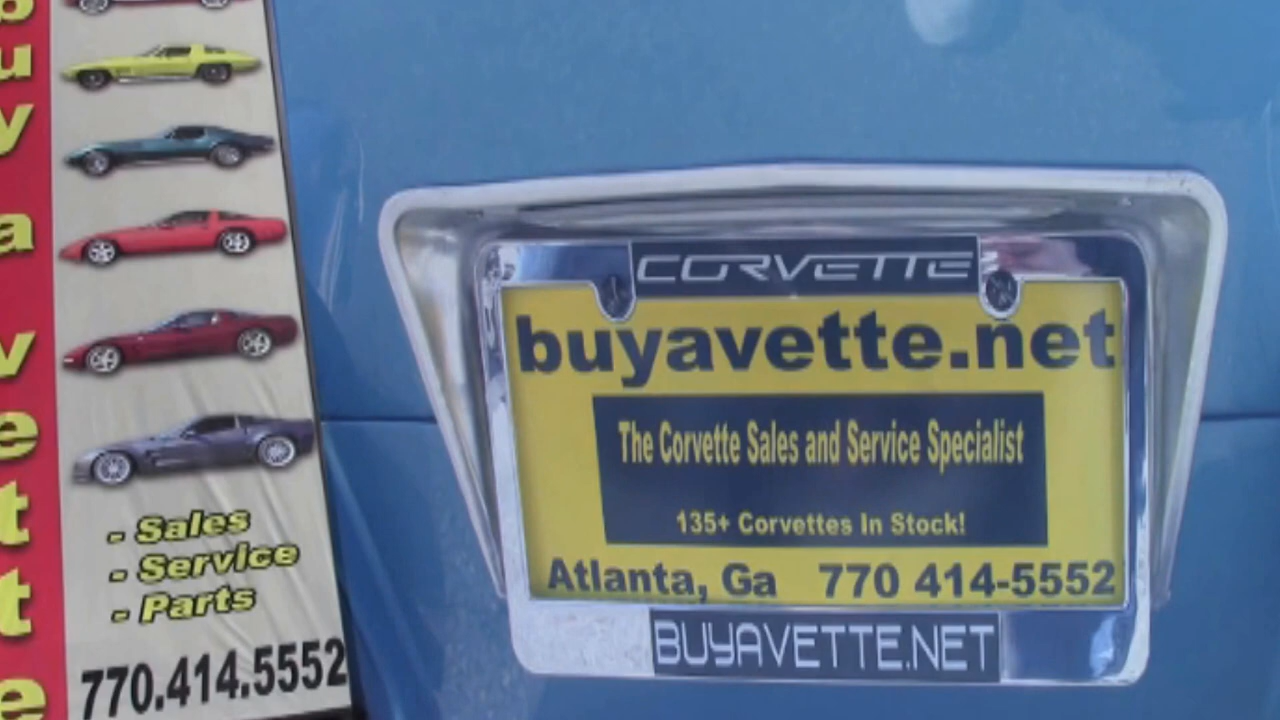 buyavette
- Sales
- Service
- Parts
770.414.5552
CORVETTE
buyavette.net
The Corvette Sales and Service Specialist
135+ Corvettes In Stock!
Atlanta, Ga 770 414-5552
BUYAVETTE.NET